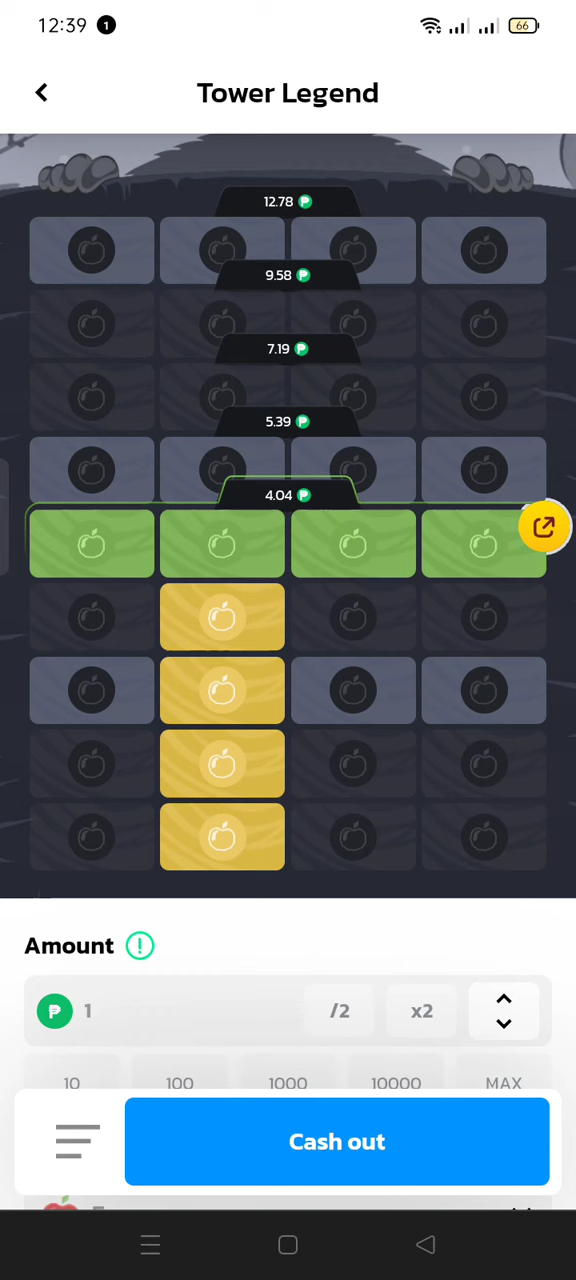 12:39 1 66
Tower Legend
12.78
9.58
7.19
5.39
4.04
Amount
1 /2 x2
10 100 1000 10000 MAX
Cash out